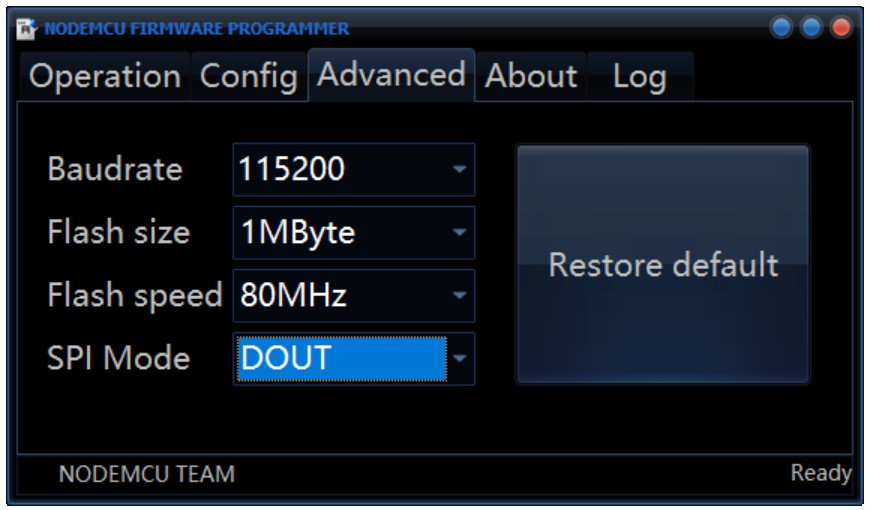 NODEMCU FIRMWARE PROGRAMMER
Operation Config Advanced About Log
Baudrate 115200
Flash size 1MByte
Flash speed 80MHz
SPI Mode DOUT
Restore default
NODEMCU TEAM Ready